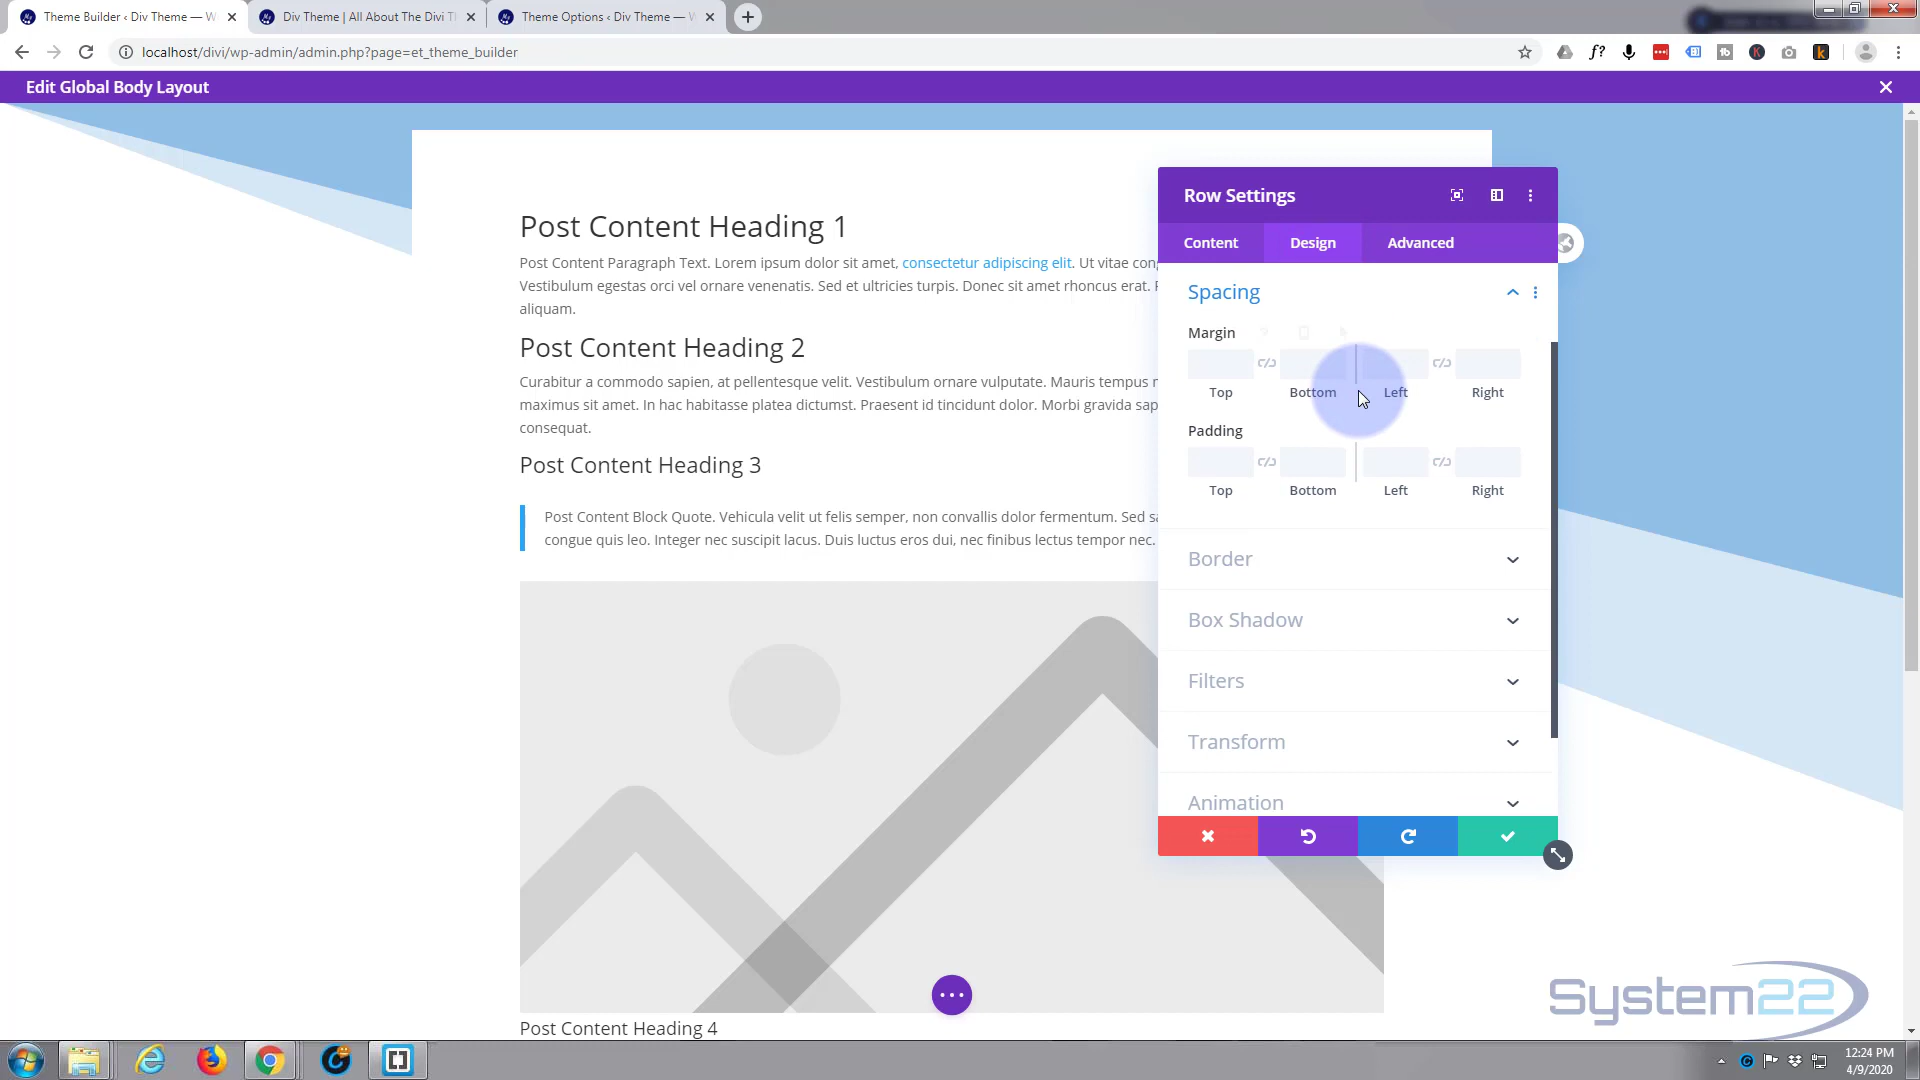 Theme Builder ‹ Div Theme — W
Div Theme | All About The Divi Th
Theme Options ‹ Div Theme — W
localhost/divi/wp-admin/admin.php?page=et_theme_builder
Edit Global Body Layout
Post Content Heading 1
Post Content Paragraph Text. Lorem ipsum dolor sit amet, consectetur adipiscing elit. Ut vitae cong
Vestibulum egestas orci vel ornare venenatis. Sed et ultricies turpis. Donec sit amet rhoncus erat.
aliquam.
Post Content Heading 2
Curabitur a commodo sapien, at pellentesque velit. Vestibulum ornare vulputate. Mauris tempus
maximus sit amet. In hac habitasse platea dictumst. Praesent id tincidunt dolor. Morbi gravida sap
consequat.
Post Content Heading 3
Post Content Block Quote. Vehicula velit ut felis semper, non convallis dolor fermentum. Sed sa
congue quis leo. Integer nec suscipit lacus. Duis luctus eros dui, nec finibus lectus tempor nec.
Post Content Heading 4
Row Settings
Content Design Advanced
Spacing
Margin
Top Bottom Left Right
Padding
Top Bottom Left Right
Border
Box Shadow
Filters
Transform
Animation
System22
12:24 PM
4/9/2020